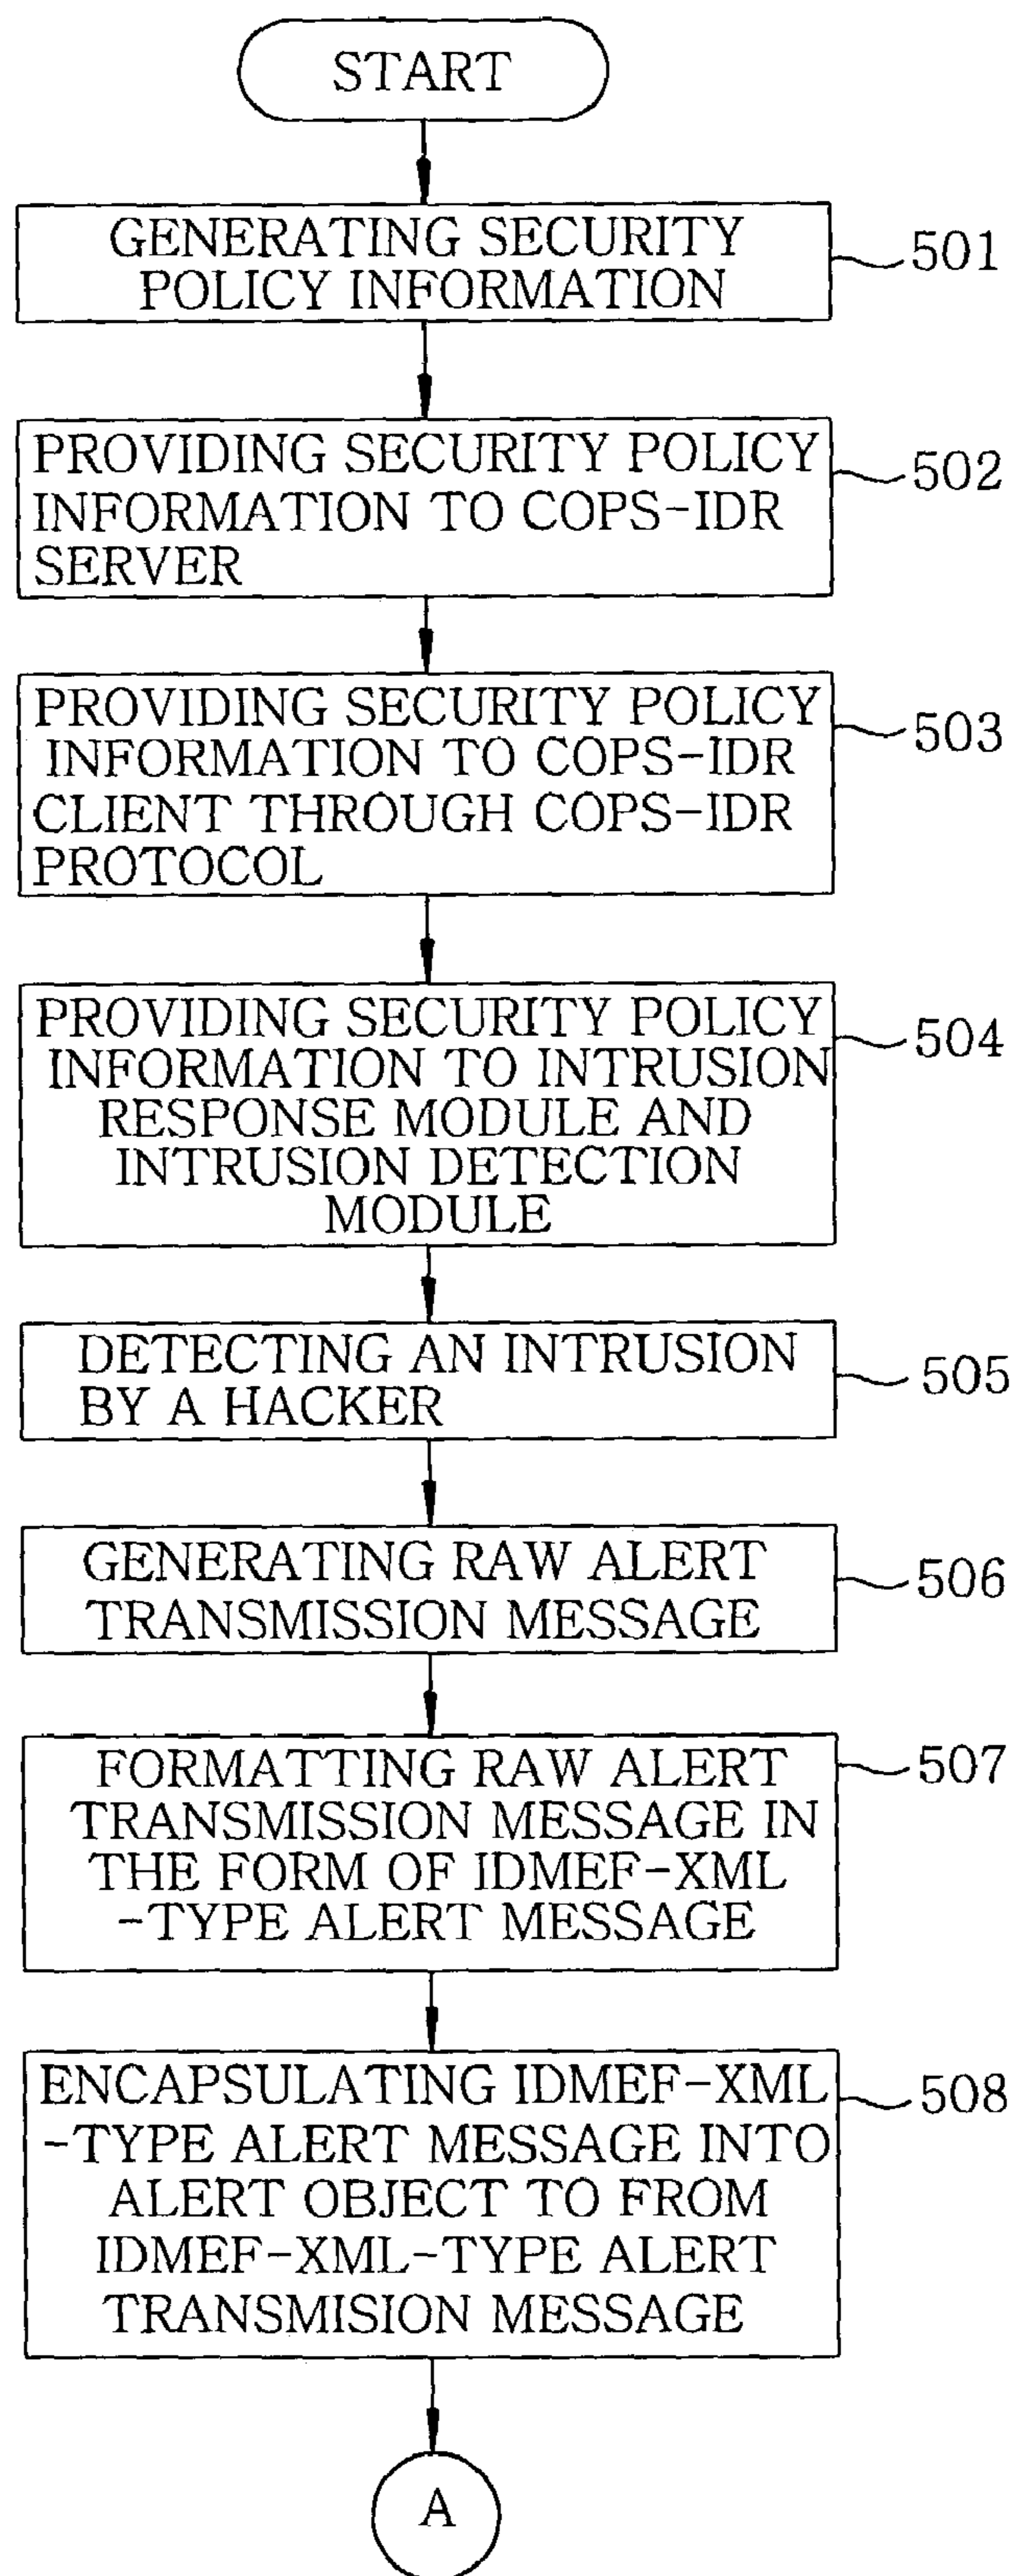 START
GENERATING SECURITY
POLICY INFORMATION
501
PROVIDING SECURITY POLICY
INFORMATION TO COPS-IDR
SERVER
502
PROVIDING SECURITY POLICY
INFORMATION TO COPS-IDR
CLIENT THROUGH COPS-IDR
PROTOCOL
503
PROVIDING SECURITY POLICY
INFORMATION TO INTRUSION
RESPONSE MODULE AND
INTRUSION DETECTION
MODULE
504
DETECTING AN INTRUSION
BY A HACKER
505
GENERATING RAW ALERT
TRANSMISSION MESSAGE
506
FORMATTING RAW ALERT
TRANSMISSION MESSAGE IN
THE FORM OF IDMEF-XML
-TYPE ALERT MESSAGE
507
ENCAPSULATING IDMEF-XML
-TYPE ALERT MESSAGE INTO
ALERT OBJECT TO FROM
IDMEF-XML-TYPE ALERT
TRANSMISION MESSAGE
508
A